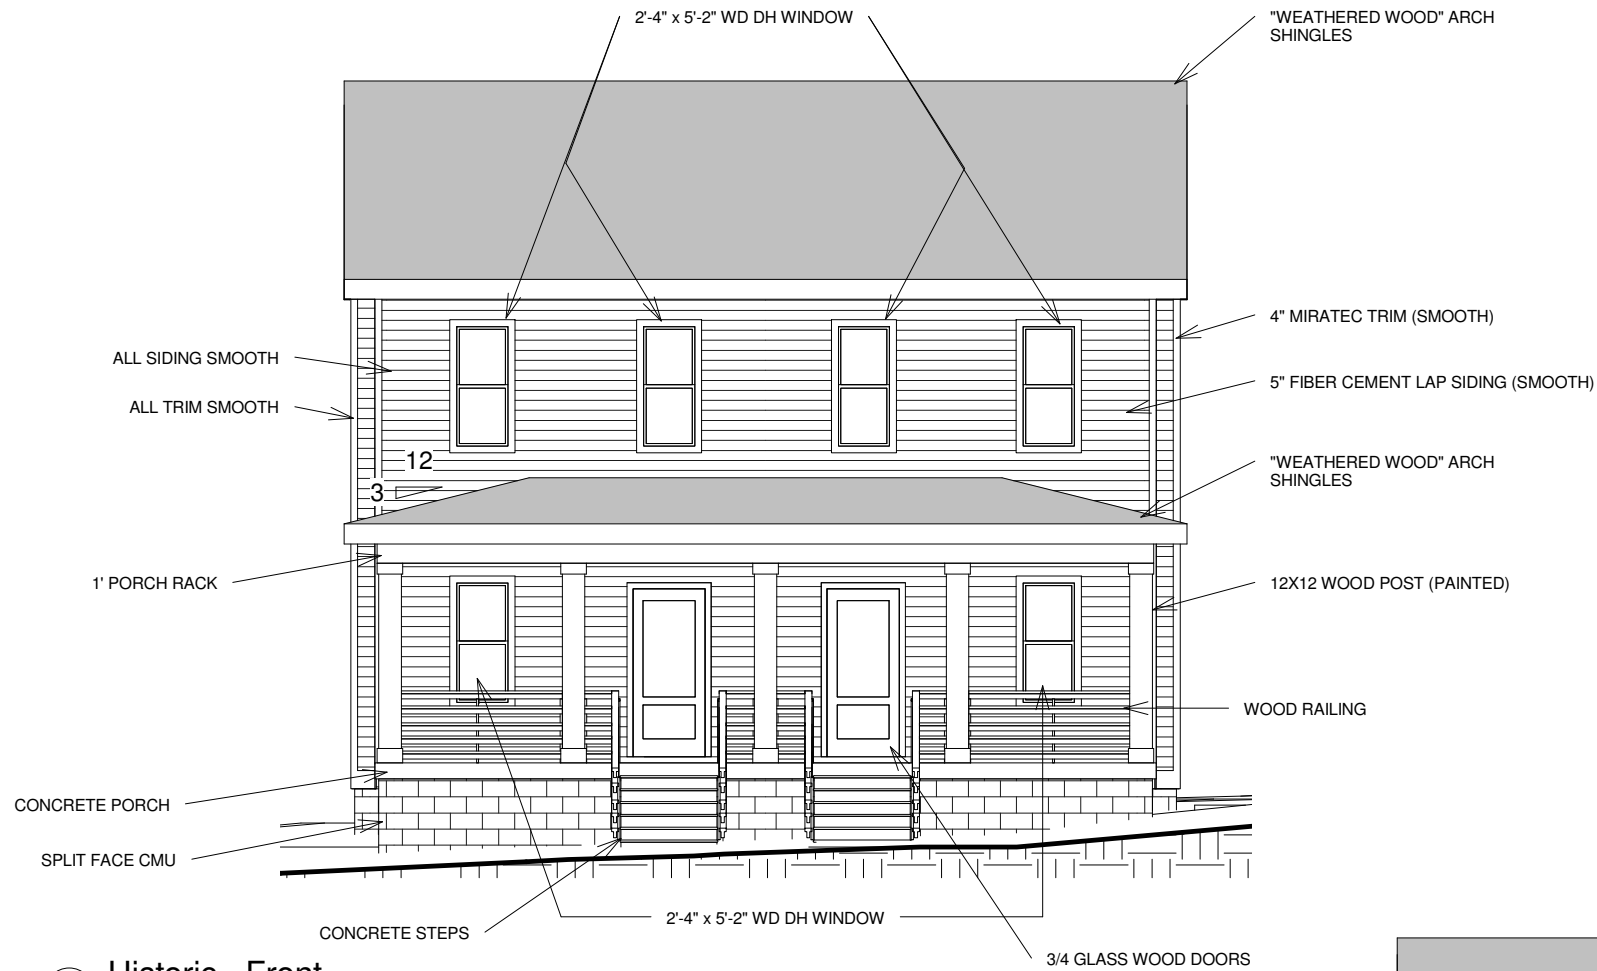 2'-4" x 5'-2" WD DH WINDOW
"WEATHERED WOOD" ARCH
SHINGLES
4" MIRATEC TRIM (SMOOTH)
ALL SIDING SMOOTH
5" FIBER CEMENT LAP SIDING (SMOOTH)
ALL TRIM SMOOTH
12
3
"WEATHERED WOOD" ARCH
SHINGLES
1' PORCH RACK
12X12 WOOD POST (PAINTED)
WOOD RAILING
CONCRETE PORCH
SPLIT FACE CMU
2'-4" x 5'-2" WD DH WINDOW
CONCRETE STEPS
3/4 GLASS WOOD DOORS
Historic - Front